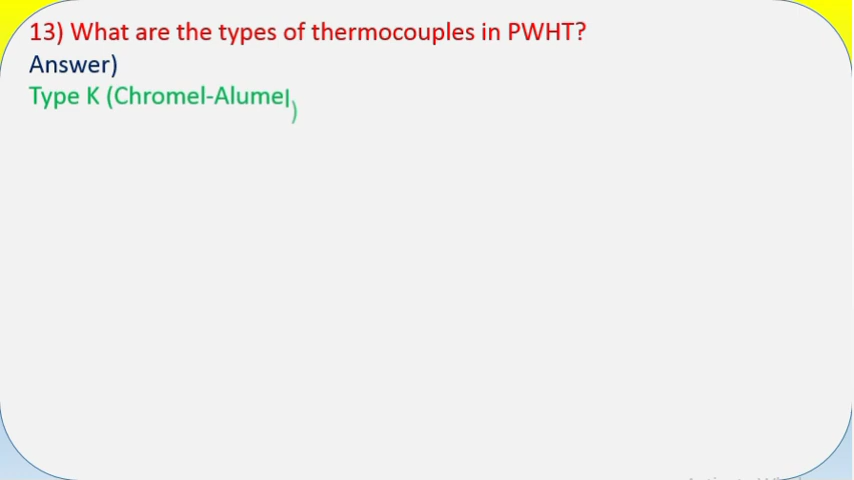 13) What are the types of thermocouples in PWHT?
Answer)
Type K (Chromel-Alumel)